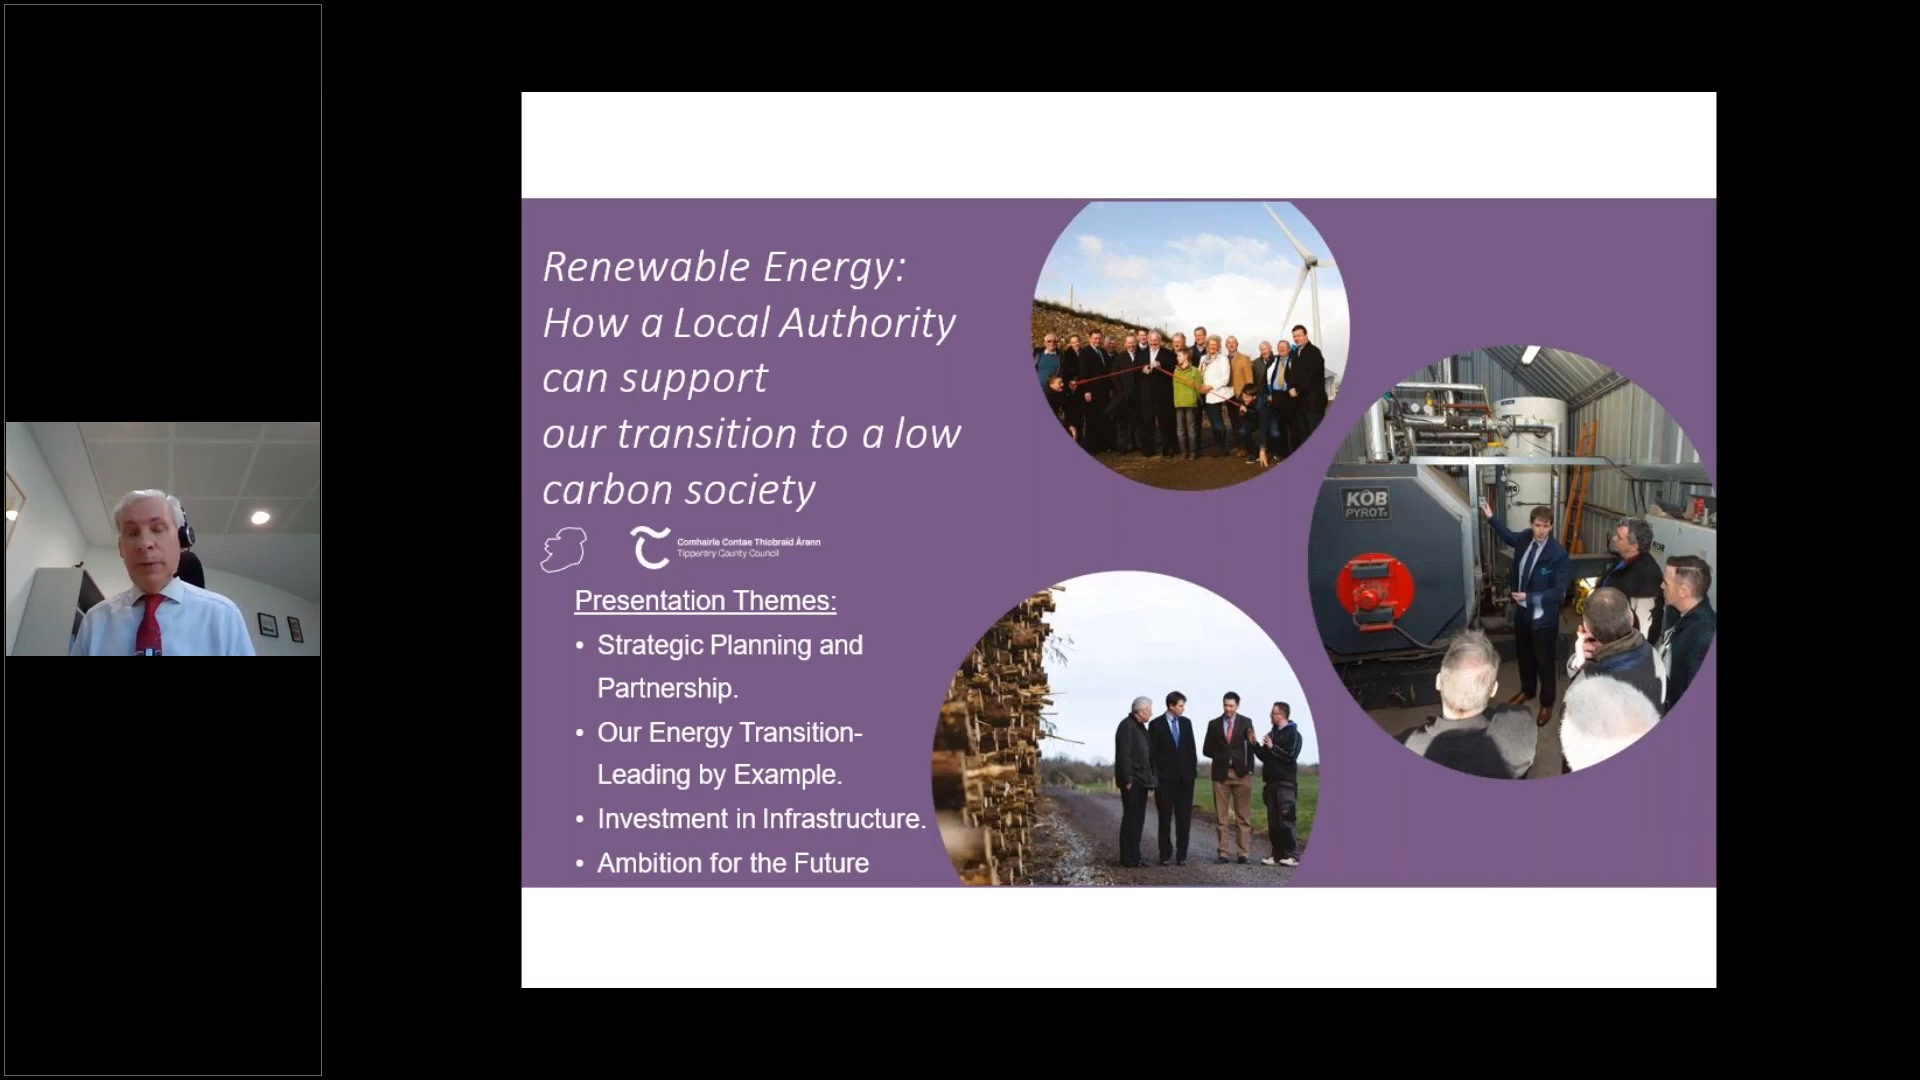 Renewable Energy:
How a Local Authority
can support
our transition to a low
carbon society
Comhairle Contae Thiobraid Árann
Tipperary County Council
Presentation Themes:
• Strategic Planning and
Partnership.
• Our Energy Transition-
Leading by Example.
• Investment in Infrastructure.
• Ambition for the Future
KÖB
PYROT
KÖB